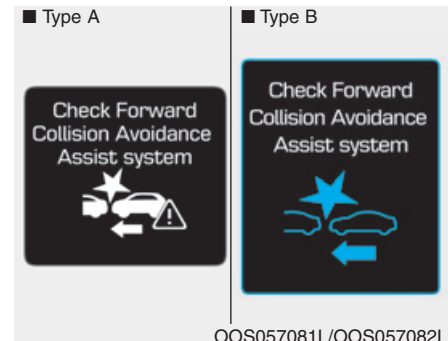 ■ Type A
■ Type B
Check Forward
Collision Avoidance
Assist system
Check Forward
Collision Avoidance
Assist system
OOS057081L/OOS057082L